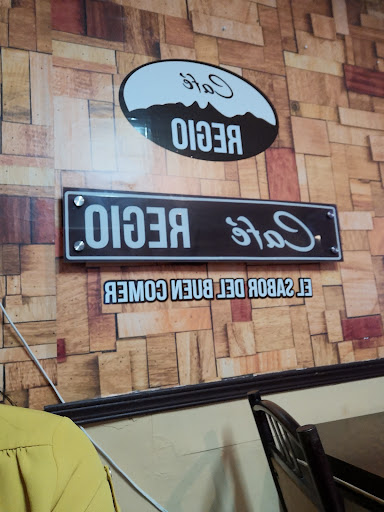 Café
REGIO
Café REGIO
EL SABOR DEL BUEN COMER